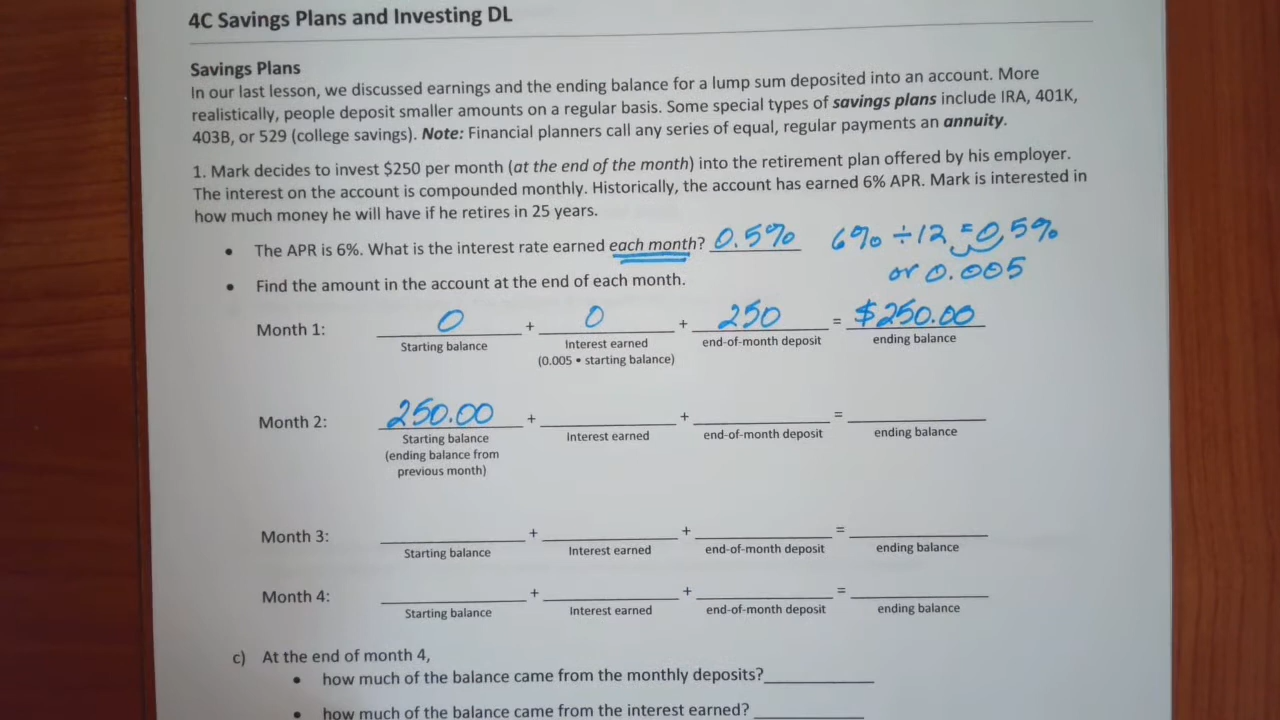 4C Savings Plans and Investing DL
Savings Plans
In our last lesson, we discussed earnings and the ending balance for a lump sum deposited into an account. More
realistically, people deposit smaller amounts on a regular basis. Some special types of savings plans include IRA, 401K,
403B, or 529 (college savings). Note: Financial planners call any series of equal, regular payments an annuity.
1. Mark decides to invest $250 per month (at the end of the month) into the retirement plan offered by his employer.
The interest on the account is compounded monthly. Historically, the account has earned 6% APR. Mark is interested in
how much money he will have if he retires in 25 years.
• The APR is 6%. What is the interest rate earned each month? 0.5% 6% ÷ 12 = 0.5%
or 0.005
• Find the amount in the account at the end of each month.
Month 1: 0 + 0 + 250 = $250.00
Starting balance Interest earned end-of-month deposit ending balance
(0.005 • starting balance)
Month 2: 250.00 + + =
Starting balance Interest earned end-of-month deposit ending balance
(ending balance from
previous month)
Month 3: + + =
Starting balance Interest earned end-of-month deposit ending balance
Month 4: + + =
Starting balance Interest earned end-of-month deposit ending balance
c) At the end of month 4,
• how much of the balance came from the monthly deposits?
• how much of the balance came from the interest earned?